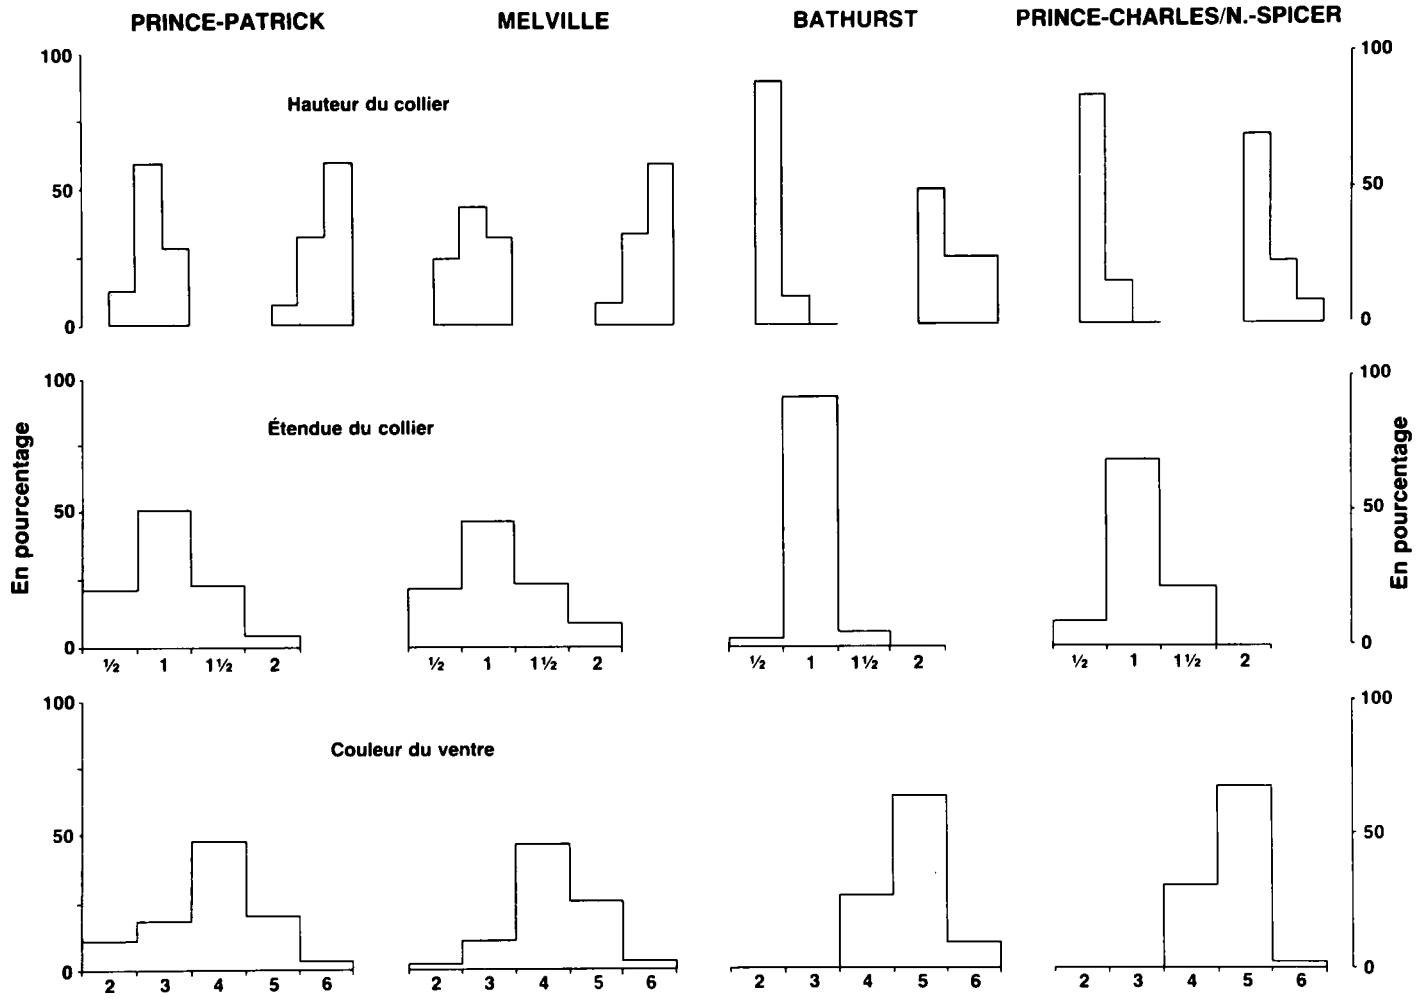 PRINCE-PATRICK MELVILLE BATHURST PRINCE-CHARLES/N.-SPICER
100 100
Hauteur du collier
50 50
0 0
100 100
Étendue du collier
50 50
0 0
½ 1 1½ 2 ½ 1 1½ 2 ½ 1 1½ 2 ½ 1 1½ 2
En pourcentage
En pourcentage
100 100
Couleur du ventre
50 50
0 0
2 3 4 5 6 2 3 4 5 6 2 3 4 5 6 2 3 4 5 6